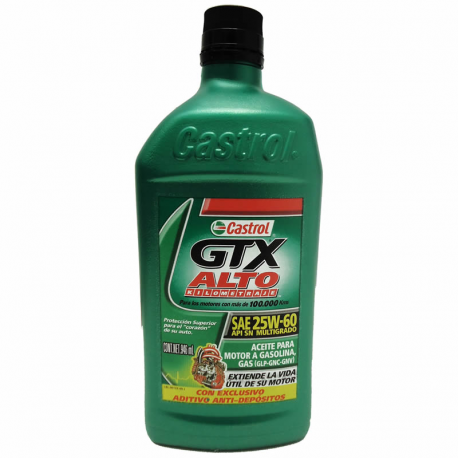 Castrol
Castrol
GTX
ALTO
KILOMETRAJE
Para los motores con más de 100.000 Kms
Protección Superior
para el "corazón"
de su auto.
SAE 25W-60
API SN MULTIGRADO
CONT.NET 946 ml
ACEITE PARA
MOTOR A GASOLINA,
GAS (GLP-GNC-GNV)
EXTIENDE LA VIDA
ÚTIL DE SU MOTOR
CON EXCLUSIVO
ADITIVO ANTI-DEPÓSITOS